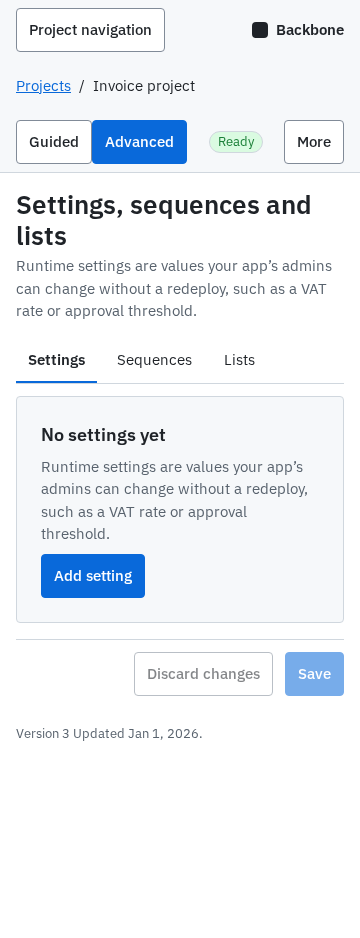 Project navigation
Backbone
Projects / Invoice project
Guided
Advanced
Ready
More
Settings, sequences and
lists
Runtime settings are values your app’s admins
can change without a redeploy, such as a VAT
rate or approval threshold.
Settings
Sequences
Lists
No settings yet
Runtime settings are values your app’s
admins can change without a redeploy,
such as a VAT rate or approval
threshold.
Add setting
Discard changes
Save
Version 3 Updated Jan 1, 2026.